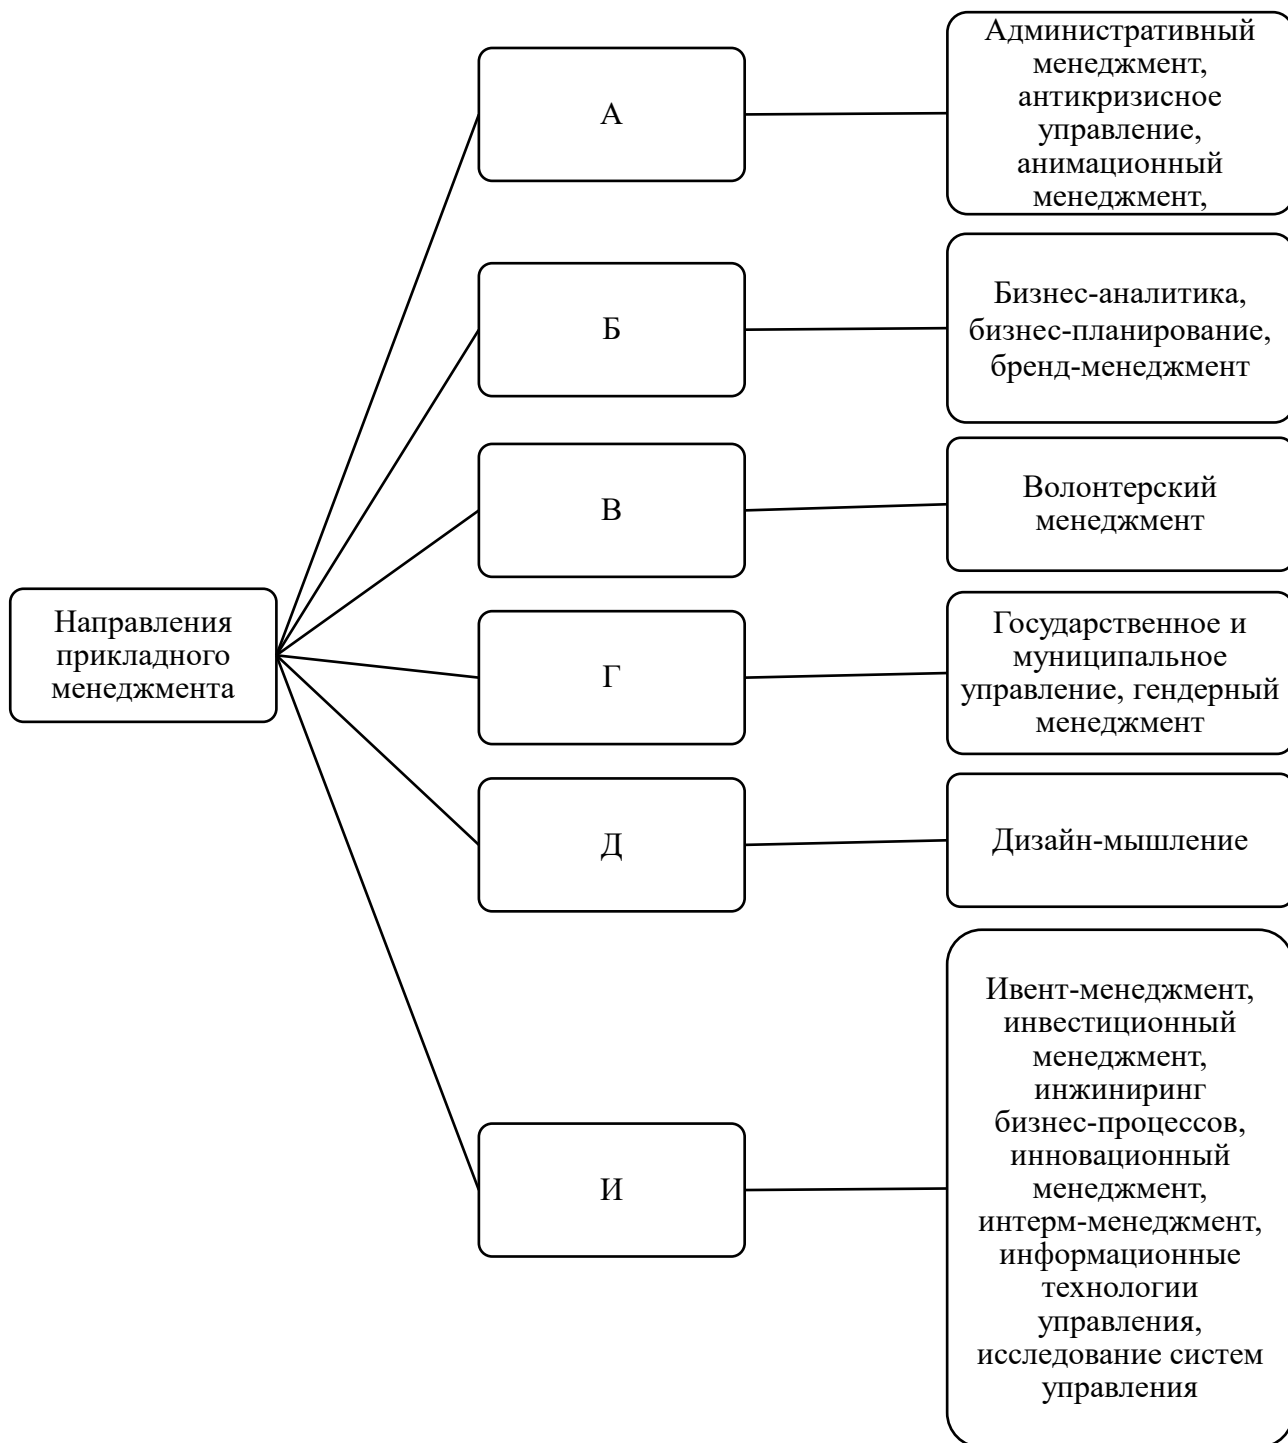 Направления
прикладного
менеджмента
А
Административный
менеджмент,
антикризисное
управление,
анимационный
менеджмент,
Б
Бизнес-аналитика,
бизнес-планирование,
бренд-менеджмент
В
Волонтерский
менеджмент
Г
Государственное и
муниципальное
управление, гендерный
менеджмент
Д
Дизайн-мышление
И
Ивент-менеджмент,
инвестиционный
менеджмент,
инжиниринг
бизнес-процессов,
инновационный
менеджмент,
интерм-менеджмент,
информационные
технологии
управления,
исследование систем
управления